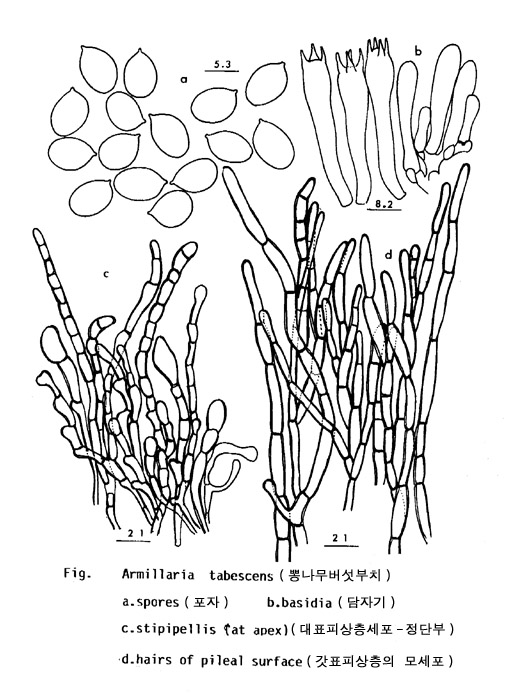 a
5.3
b
8.2
c
d
21
21
Fig. Armillaria tabescens (뽕나무버섯부치)
a.spores (포자) b.basidia (담자기)
c.stipipellis (at apex)(대표피상층세포-정단부)
d.hairs of pileal surface(갓표피상층의 모세포)